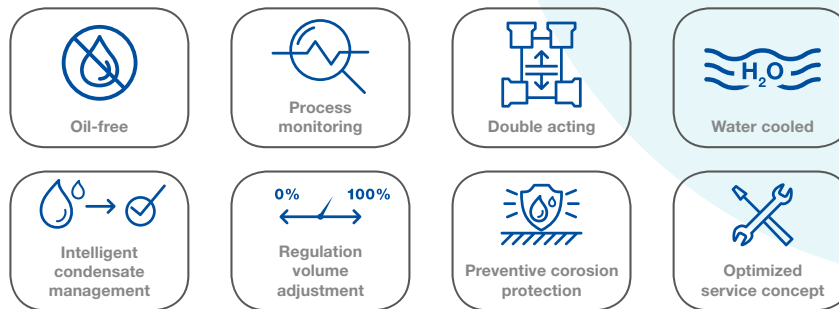 H₂O
Oil-free
Process
monitoring
Double acting
Water cooled
0% 100%
Intelligent
condensate
management
Regulation
volume
adjustment
Preventive corosion
protection
Optimized
service concept